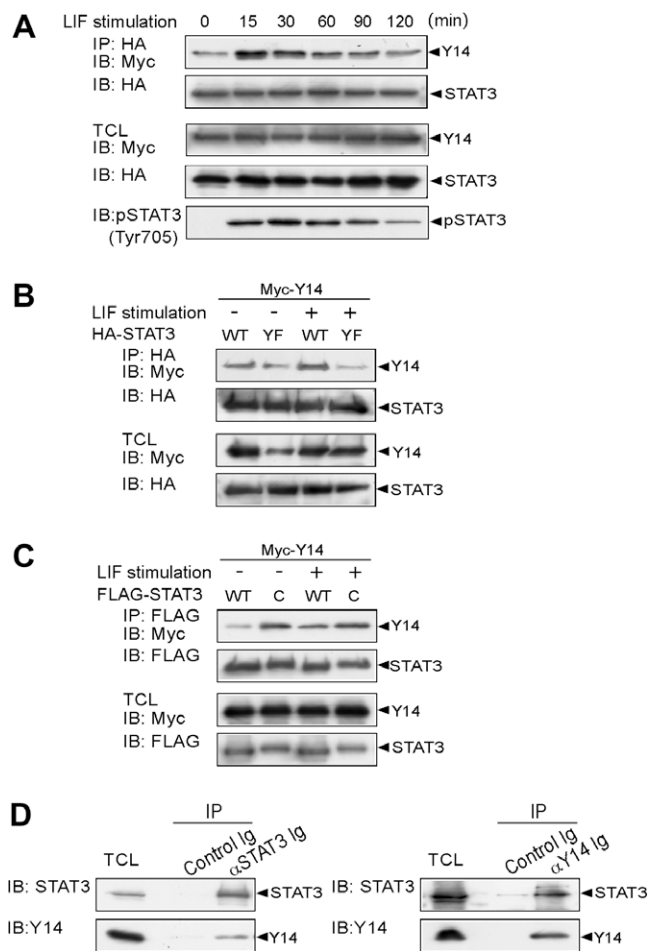 A
LIF stimulation 0 15 30 60 90 120 (min)
IP: HA
IB: Myc
Y14
IB: HA
STAT3
TCL
IB: Myc
Y14
IB: HA
STAT3
IB:pSTAT3
(Tyr705)
pSTAT3
B
Myc-Y14
LIF stimulation - - + +
HA-STAT3 WT YF WT YF
IP: HA
IB: Myc
Y14
IB: HA
STAT3
TCL
IB: Myc
Y14
IB: HA
STAT3
C
Myc-Y14
LIF stimulation - - + +
FLAG-STAT3 WT C WT C
IP: FLAG
IB: Myc
Y14
IB: FLAG
STAT3
TCL
IB: Myc
Y14
IB: FLAG
STAT3
D
IP
TCL Control Ig αSTAT3 Ig
IB: STAT3
STAT3
IB:Y14
Y14
IP
TCL Control Ig αY14 Ig
IB: STAT3
STAT3
IB:Y14
Y14